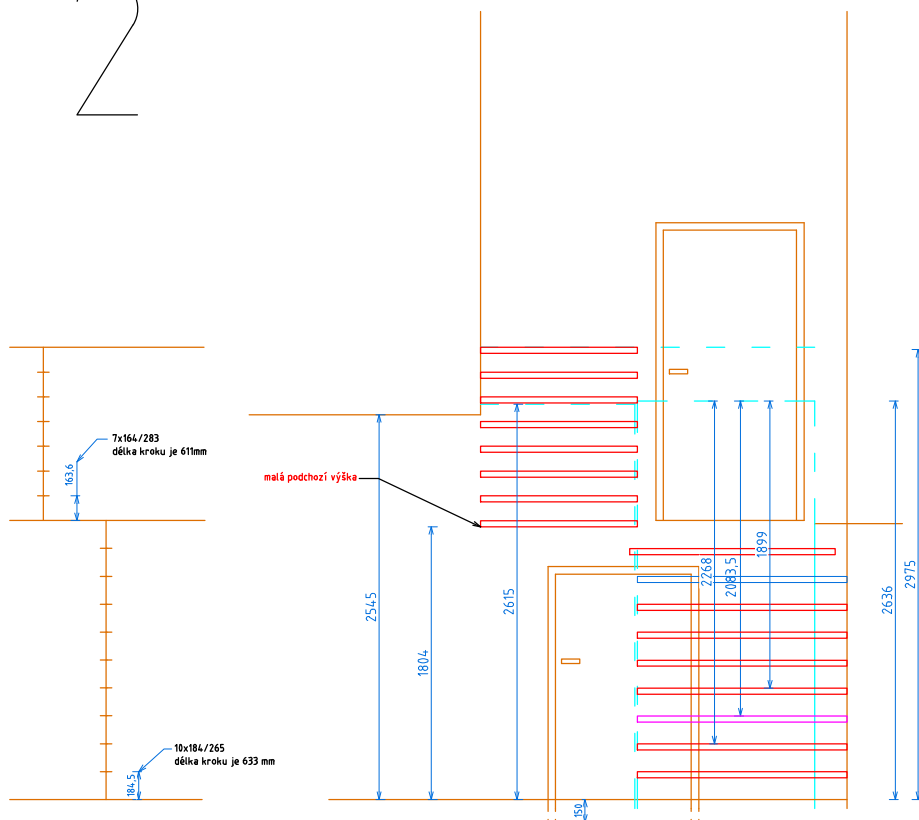 2
7x164/283
délka kroku je 611mm
163,6
malá podchozí výška
2545
1804
2615
2268
2083,5
1899
2636
2975
10x184/265
délka kroku je 633 mm
184,5
150